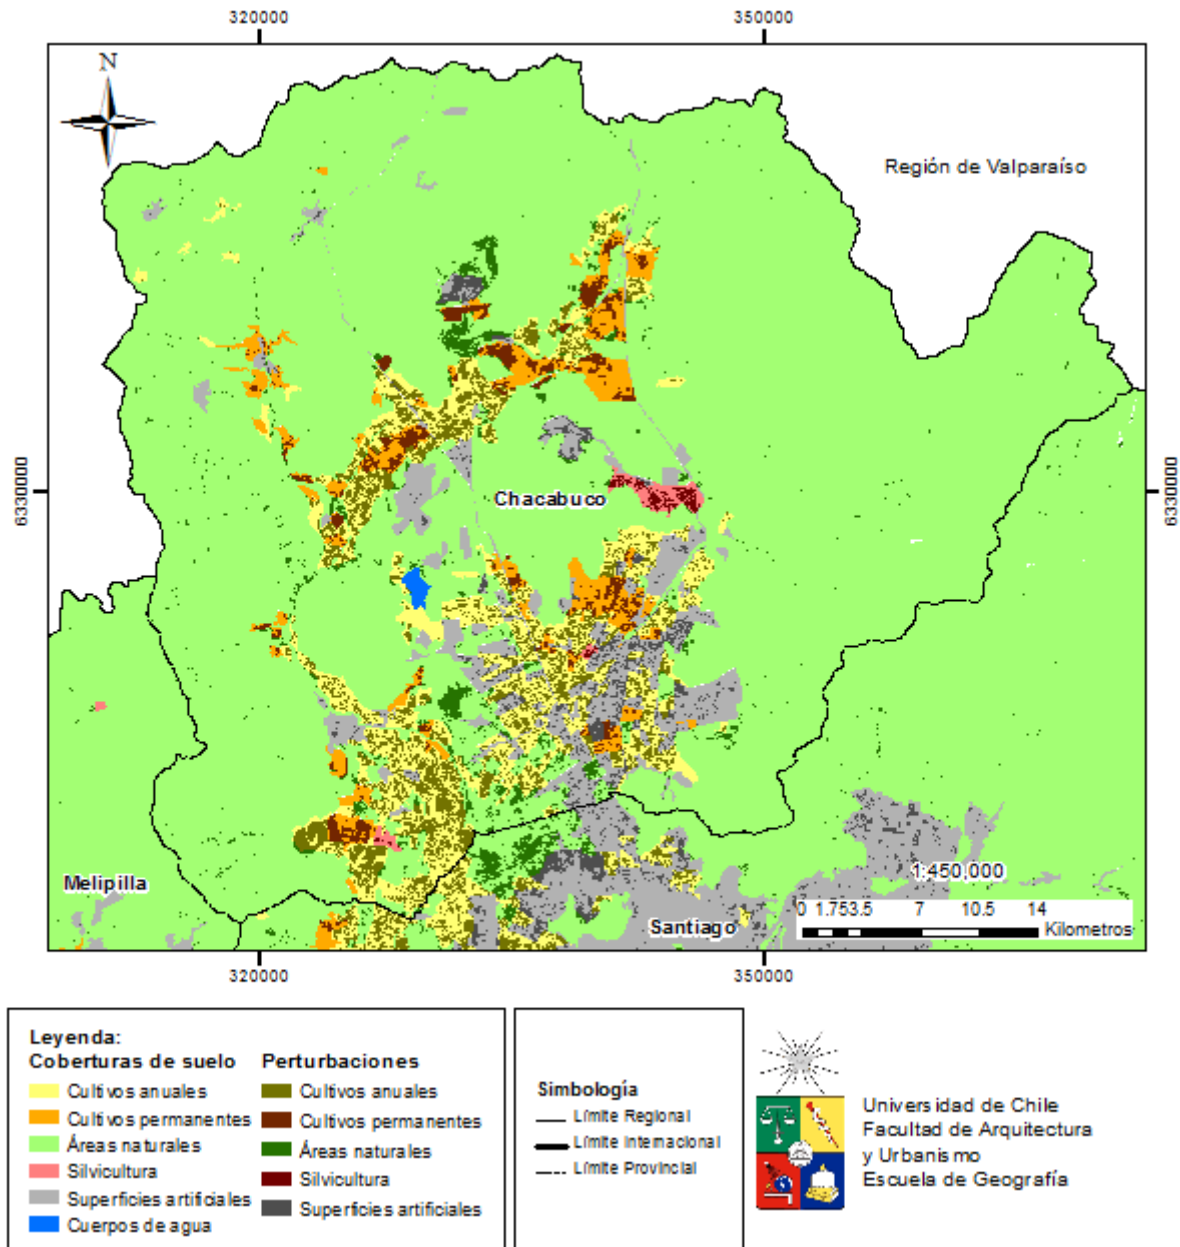 320000
350000
N
Región de Valparaíso
6330000
6330000
Chacabuco
Melipilla
1:450,000
0 1.753.5 7 10.5 14
Kilometros
Santiago
320000
350000
Leyenda:
Coberturas de suelo
Cultivos anuales
Cultivos permanentes
Áreas naturales
Silvicultura
Superficies artificiales
Cuerpos de agua
Perturbaciones
Cultivos anuales
Cultivos permanentes
Áreas naturales
Silvicultura
Superficies artificiales
Simbología
Límite Regional
Límite Internacional
Límite Provincial
Universidad de Chile
Facultad de Arquitectura
y Urbanismo
Escuela de Geografía